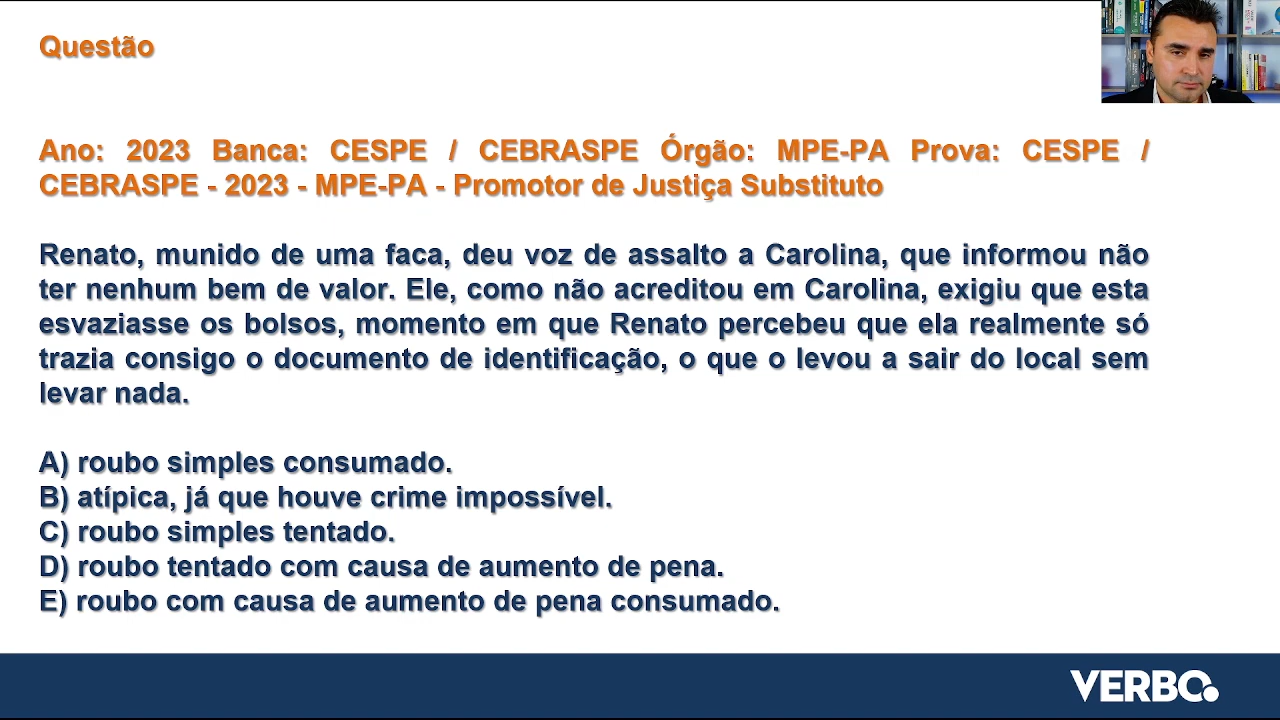 Questão
Ano: 2023 Banca: CESPE / CEBRASPE Órgão: MPE-PA Prova: CESPE /
CEBRASPE - 2023 - MPE-PA - Promotor de Justiça Substituto
Renato, munido de uma faca, deu voz de assalto a Carolina, que informou não
ter nenhum bem de valor. Ele, como não acreditou em Carolina, exigiu que esta
esvaziasse os bolsos, momento em que Renato percebeu que ela realmente só
trazia consigo o documento de identificação, o que o levou a sair do local sem
levar nada.
A) roubo simples consumado.
B) atípica, já que houve crime impossível.
C) roubo simples tentado.
D) roubo tentado com causa de aumento de pena.
E) roubo com causa de aumento de pena consumado.
VERBO